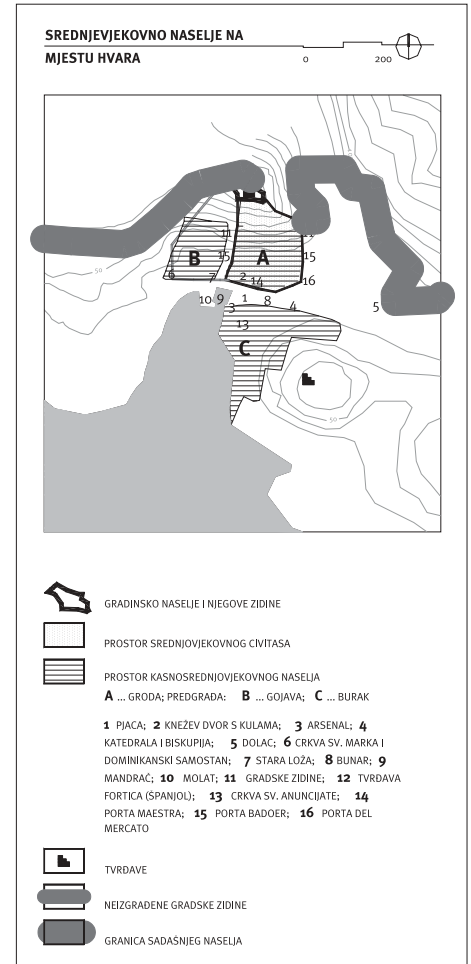 SREDNJEVJEKOVNO NASELJE NA
MJESTU HVARA
0 200
11 11
15 A 15
B
6 7 2 14 16
50
10 9 1 8 4 5
3
13
C
50
GRADINSKO NASELJE I NJEGOVE ZIDINE
PROSTOR SREDNJOVJEKOVNOG CIVITASA
PROSTOR KASNOSREDNJOVJEKOVNOG NASELJA
A ... GRODA; PREDGRAĐA: B ... GOJAVA; C ... BURAK
1 PJACA; 2 KNEŽEV DVOR S KULAMA; 3 ARSENAL; 4
KATEDRALA I BISKUPIJA; 5 DOLAC; 6 CRKVA SV. MARKA I
DOMINIKANSKI SAMOSTAN; 7 STARA LOŽA; 8 BUNAR; 9
MANDRAĆ; 10 MOLAT; 11 GRADSKE ZIDINE; 12 TVRĐAVA
FORTICA (ŠPANJOL); 13 CRKVA SV. ANUNCIJATE; 14
PORTA MAESTRA; 15 PORTA BADOER; 16 PORTA DEL
MERCATO
TVRĐAVE
NEIZGRAĐENE GRADSKE ZIDINE
GRANICA SADAŠNJEG NASELJA